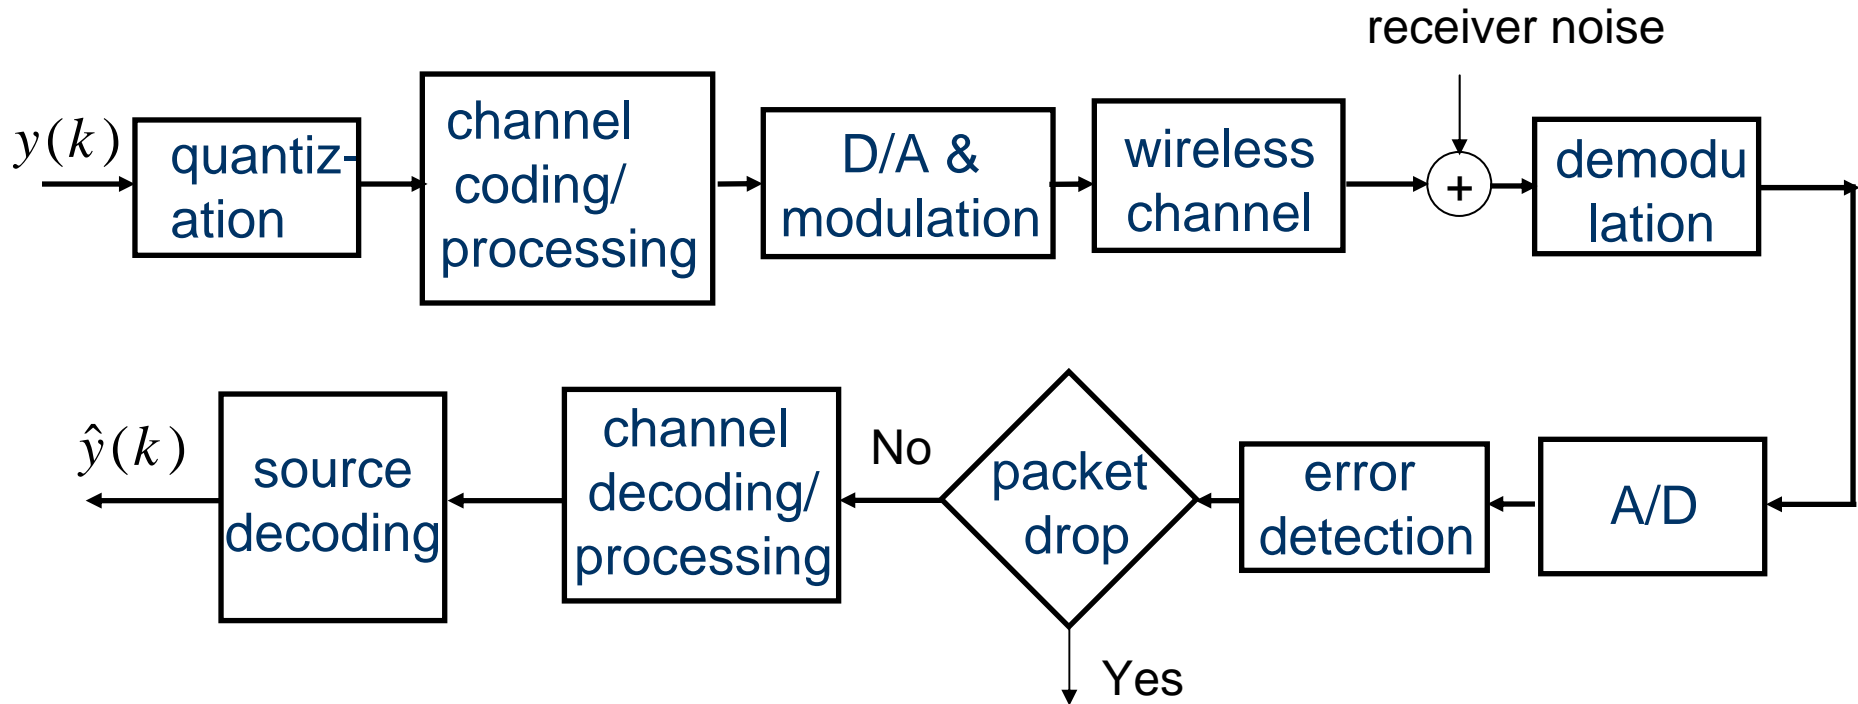 receiver noise
y(k)
quantiz-
ation
channel
coding/
processing
D/A &
modulation
wireless
channel
+
demodu
lation
ŷ(k)
source
decoding
channel
decoding/
processing
No
packet
drop
error
detection
A/D
Yes